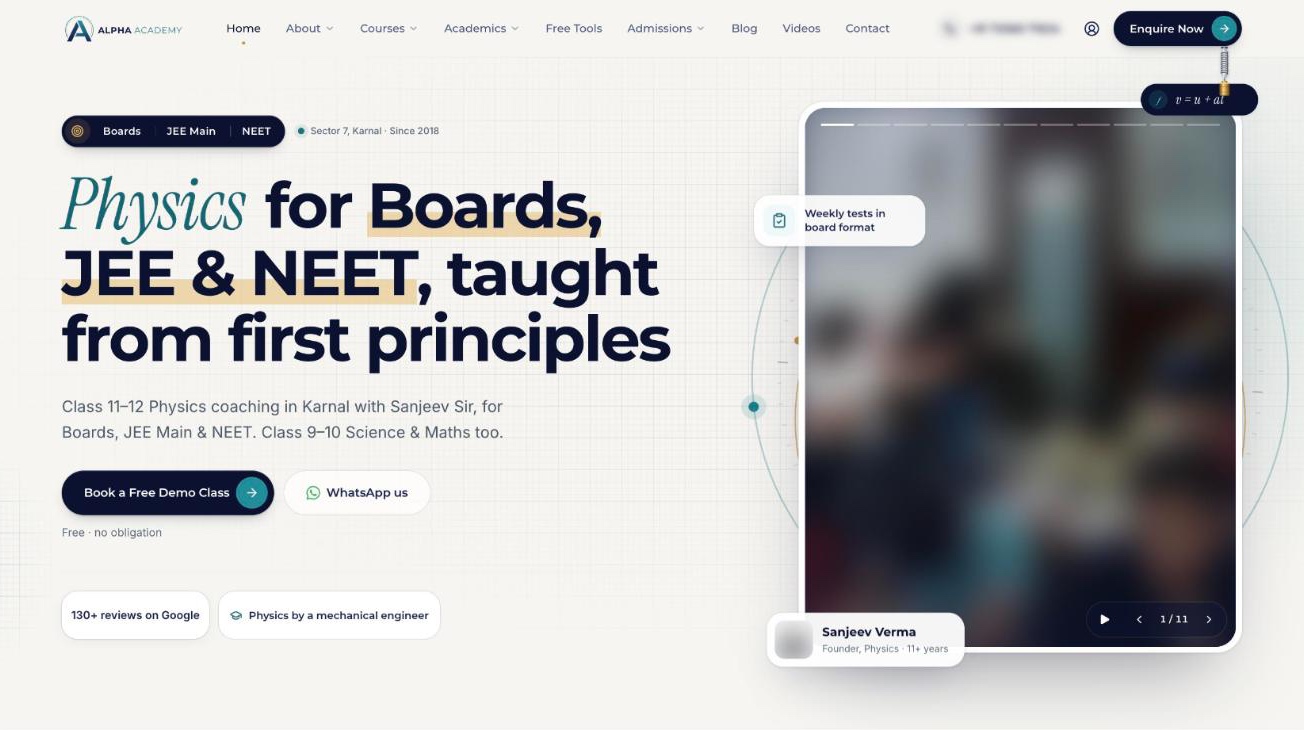 ALPHA ACADEMY
Home
About
Courses
Academics
Free Tools
Admissions
Blog
Videos
Contact
Enquire Now
v = u + at
Boards
JEE Main
NEET
Sector 7, Karnal · Since 2018
Physics for Boards,
JEE & NEET, taught
from first principles
Class 11–12 Physics coaching in Karnal with Sanjeev Sir, for
Boards, JEE Main & NEET. Class 9–10 Science & Maths too.
Book a Free Demo Class
WhatsApp us
Free · no obligation
130+ reviews on Google
Physics by a mechanical engineer
Weekly tests in
board format
Sanjeev Verma
Founder, Physics · 11+ years
1 / 11